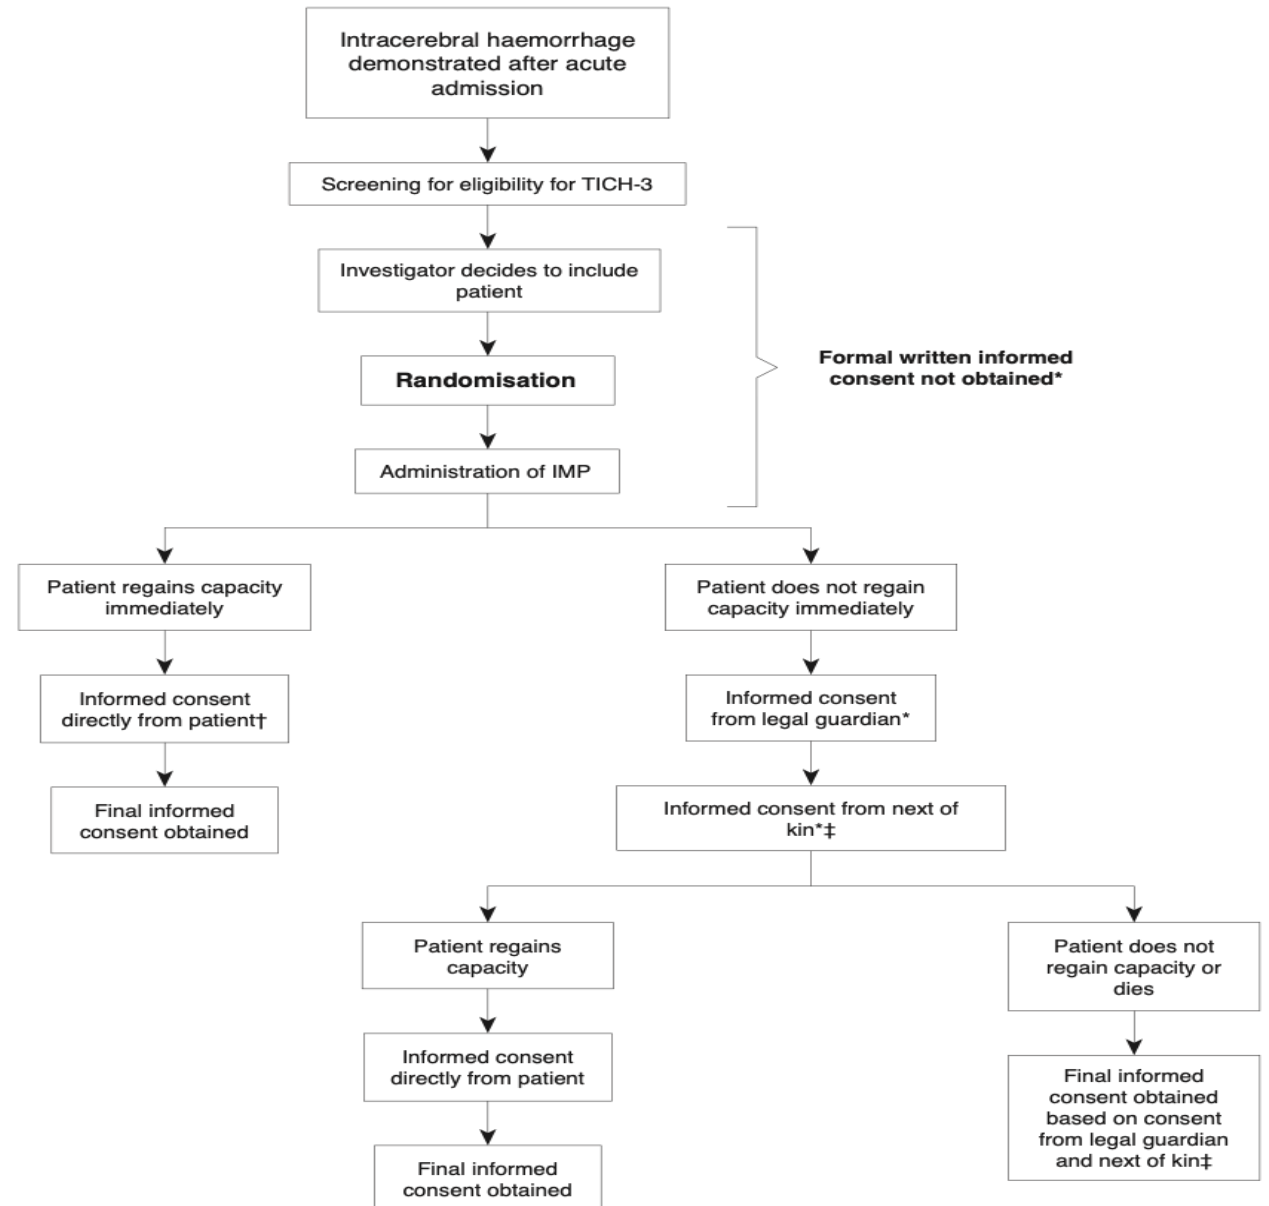 Intracerebral haemorrhage
demonstrated after acute
admission
Screening for eligibility for TICH-3
Investigator decides to include
patient
Randomisation
Formal written informed
consent not obtained*
Administration of IMP
Patient regains capacity
immediately
Patient does not regain
capacity immediately
Informed consent
directly from patient†
Informed consent
from legal guardian*
Final informed
consent obtained
Informed consent from next of
kin*‡
Patient regains
capacity
Patient does not
regain capacity or
dies
Informed consent
directly from patient
Final informed
consent obtained
based on consent
from legal guardian
and next of kin‡
Final informed
consent obtained